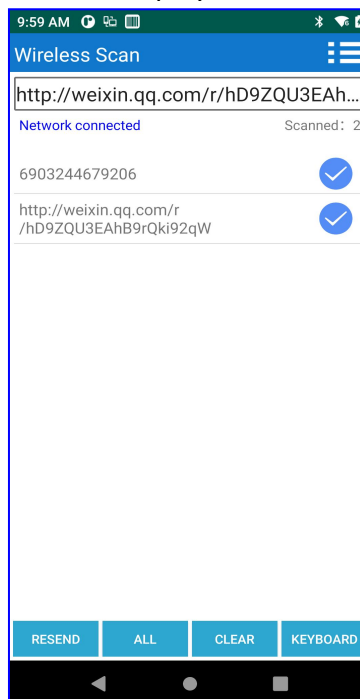 9:59 AM
Wireless Scan
http://weixin.qq.com/r/hD9ZQU3EAh...
Network connected
Scanned: 2
6903244679206
http://weixin.qq.com/r
/hD9ZQU3EAhB9rQki92qW
RESEND
ALL
CLEAR
KEYBOARD